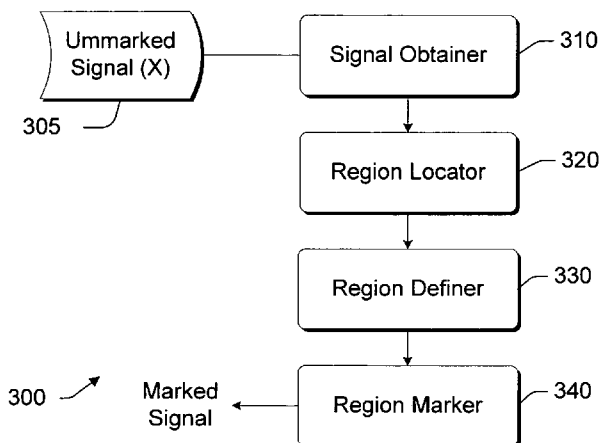 Ummarked
Signal (X)
305
Signal Obtainer
310
Region Locator
320
Region Definer
330
Region Marker
340
Marked
Signal
300